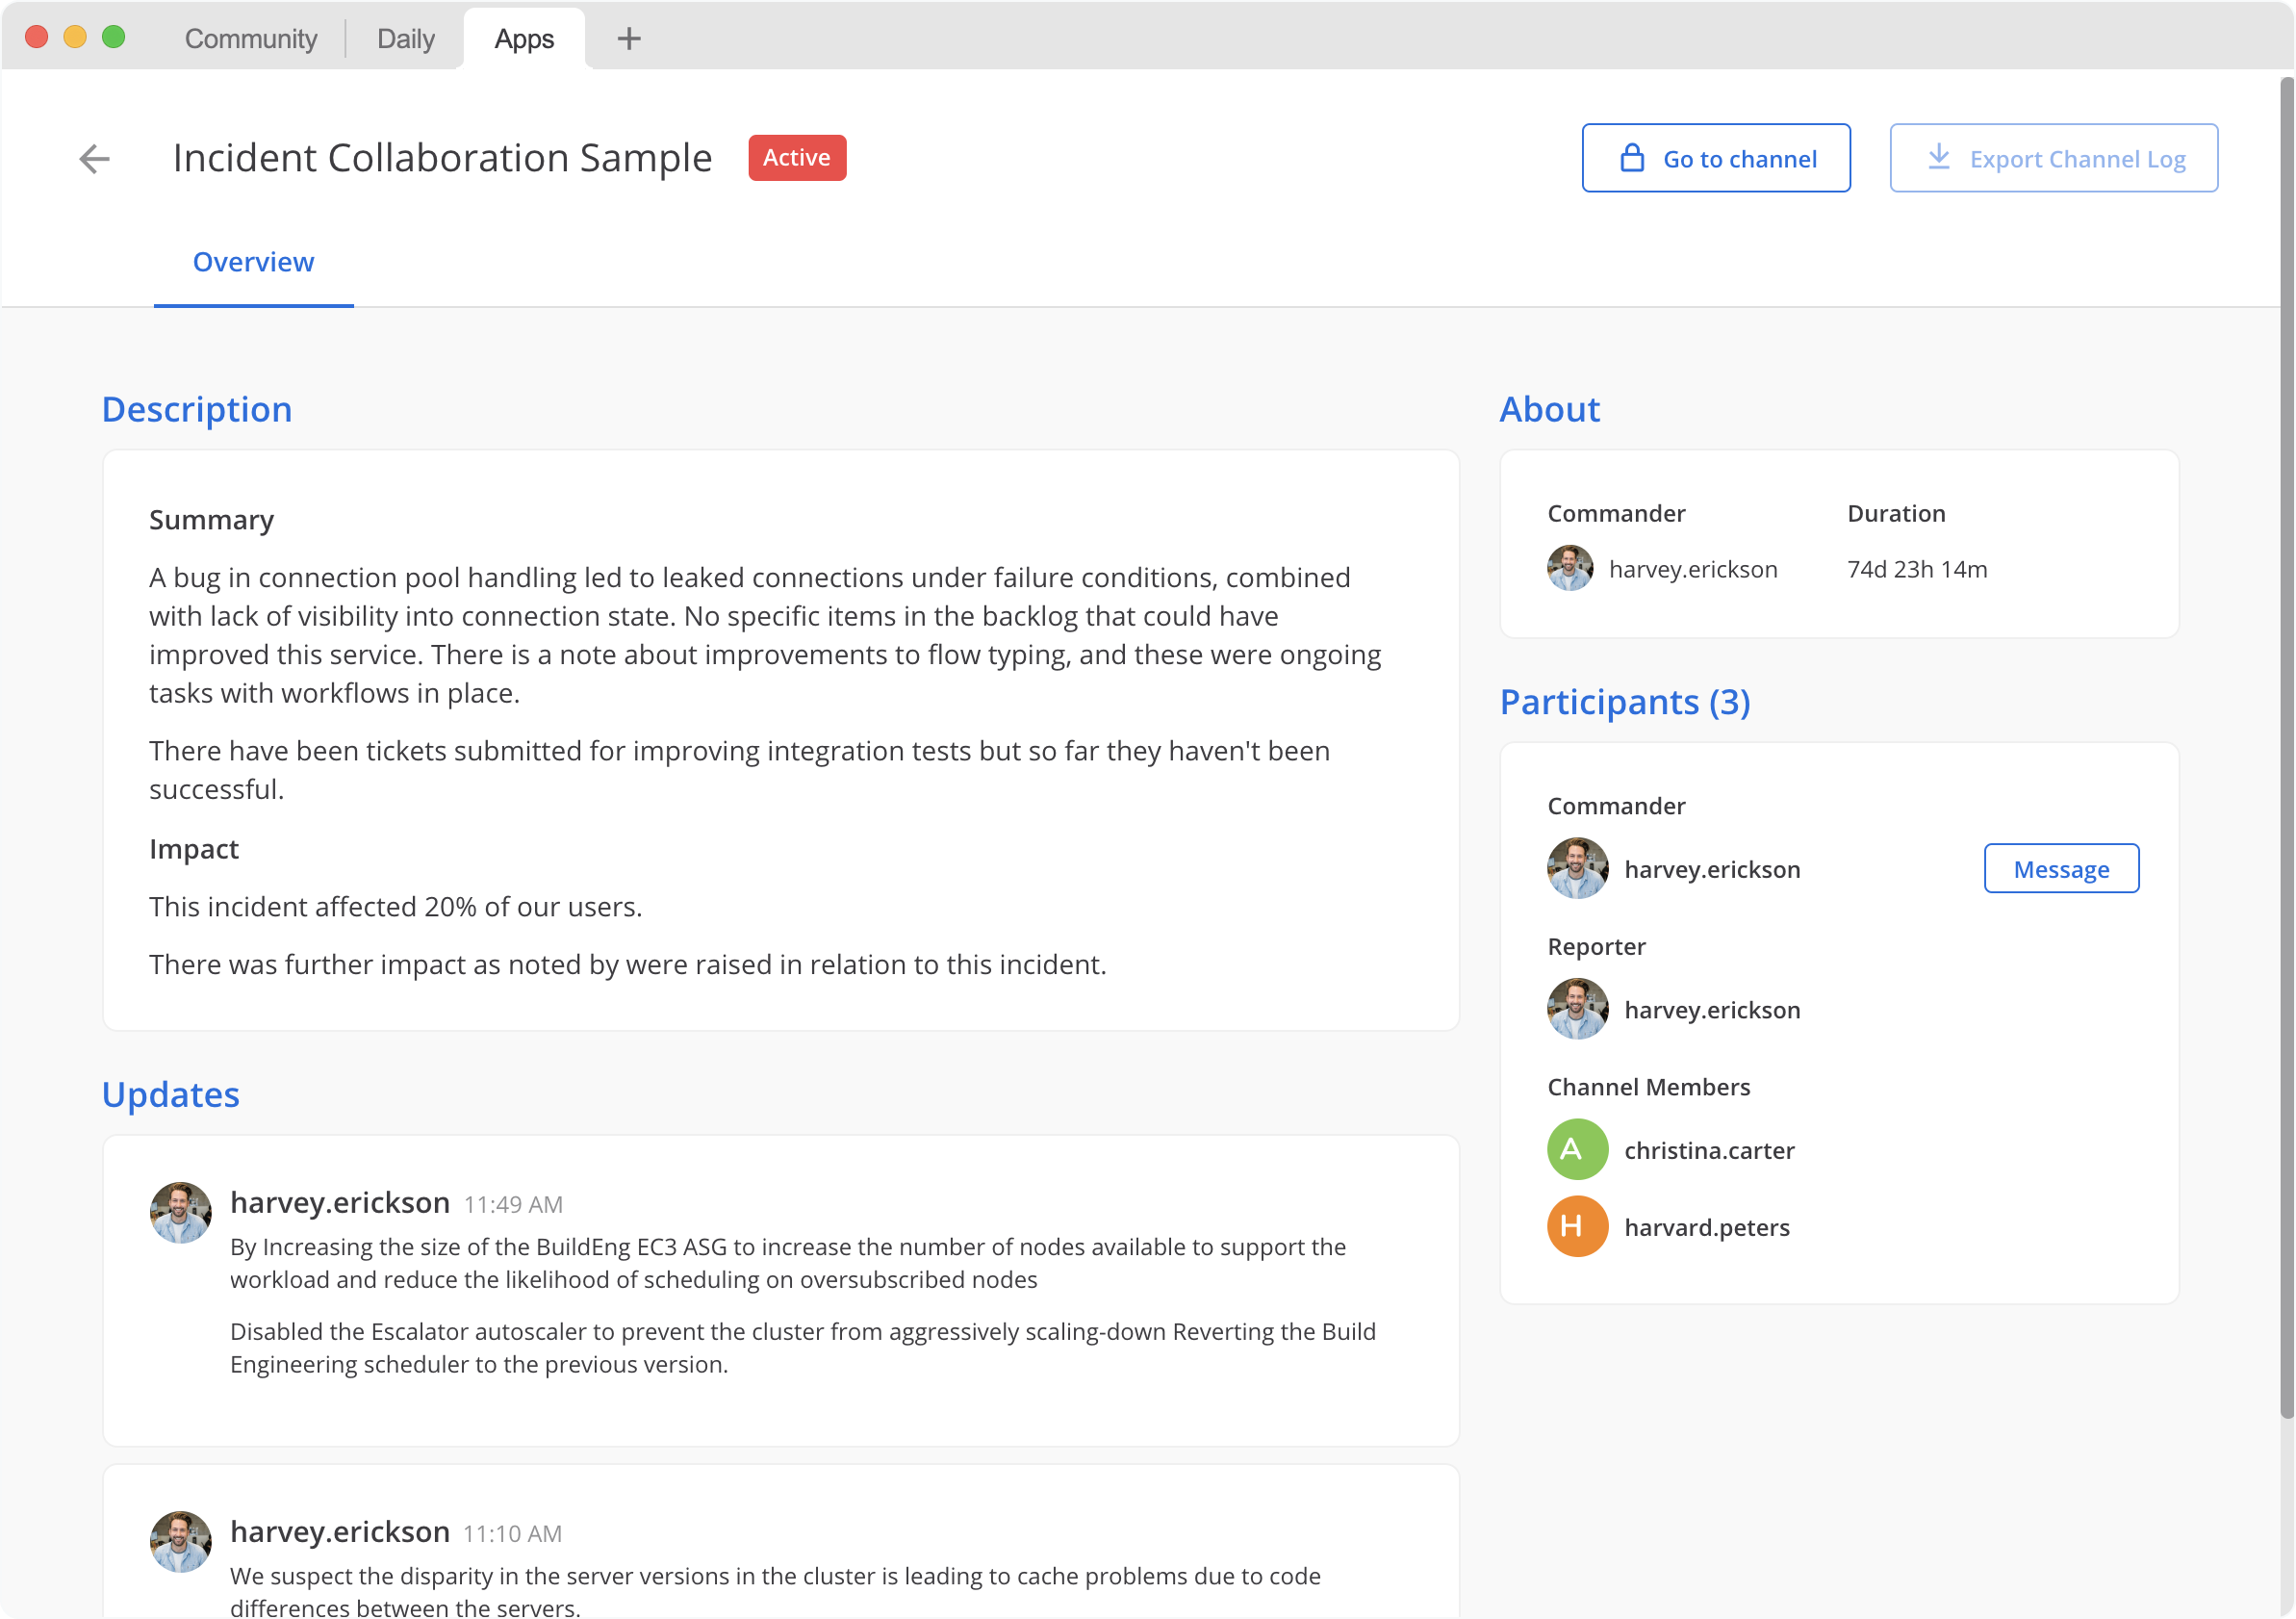 Community
Daily
Apps
Incident Collaboration Sample
Active
Go to channel
Export Channel Log
Overview
Description
Summary
A bug in connection pool handling led to leaked connections under failure conditions, combined
with lack of visibility into connection state. No specific items in the backlog that could have
improved this service. There is a note about improvements to flow typing, and these were ongoing
tasks with workflows in place.
There have been tickets submitted for improving integration tests but so far they haven't been
successful.
Impact
This incident affected 20% of our users.
There was further impact as noted by were raised in relation to this incident.
Updates
harvey.erickson 11:49 AM
By Increasing the size of the BuildEng EC3 ASG to increase the number of nodes available to support the
workload and reduce the likelihood of scheduling on oversubscribed nodes
Disabled the Escalator autoscaler to prevent the cluster from aggressively scaling-down Reverting the Build
Engineering scheduler to the previous version.
harvey.erickson 11:10 AM
We suspect the disparity in the server versions in the cluster is leading to cache problems due to code
differences between the servers.
About
Commander
harvey.erickson
Duration
74d 23h 14m
Participants (3)
Commander
harvey.erickson
Message
Reporter
harvey.erickson
Channel Members
A
christina.carter
H
harvard.peters